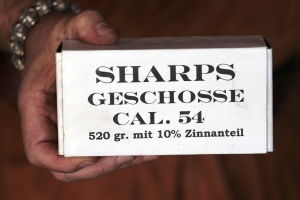 SHARPS
GESCHOSSE
CAL. 54
520 gr. mit 10% Zinnanteil